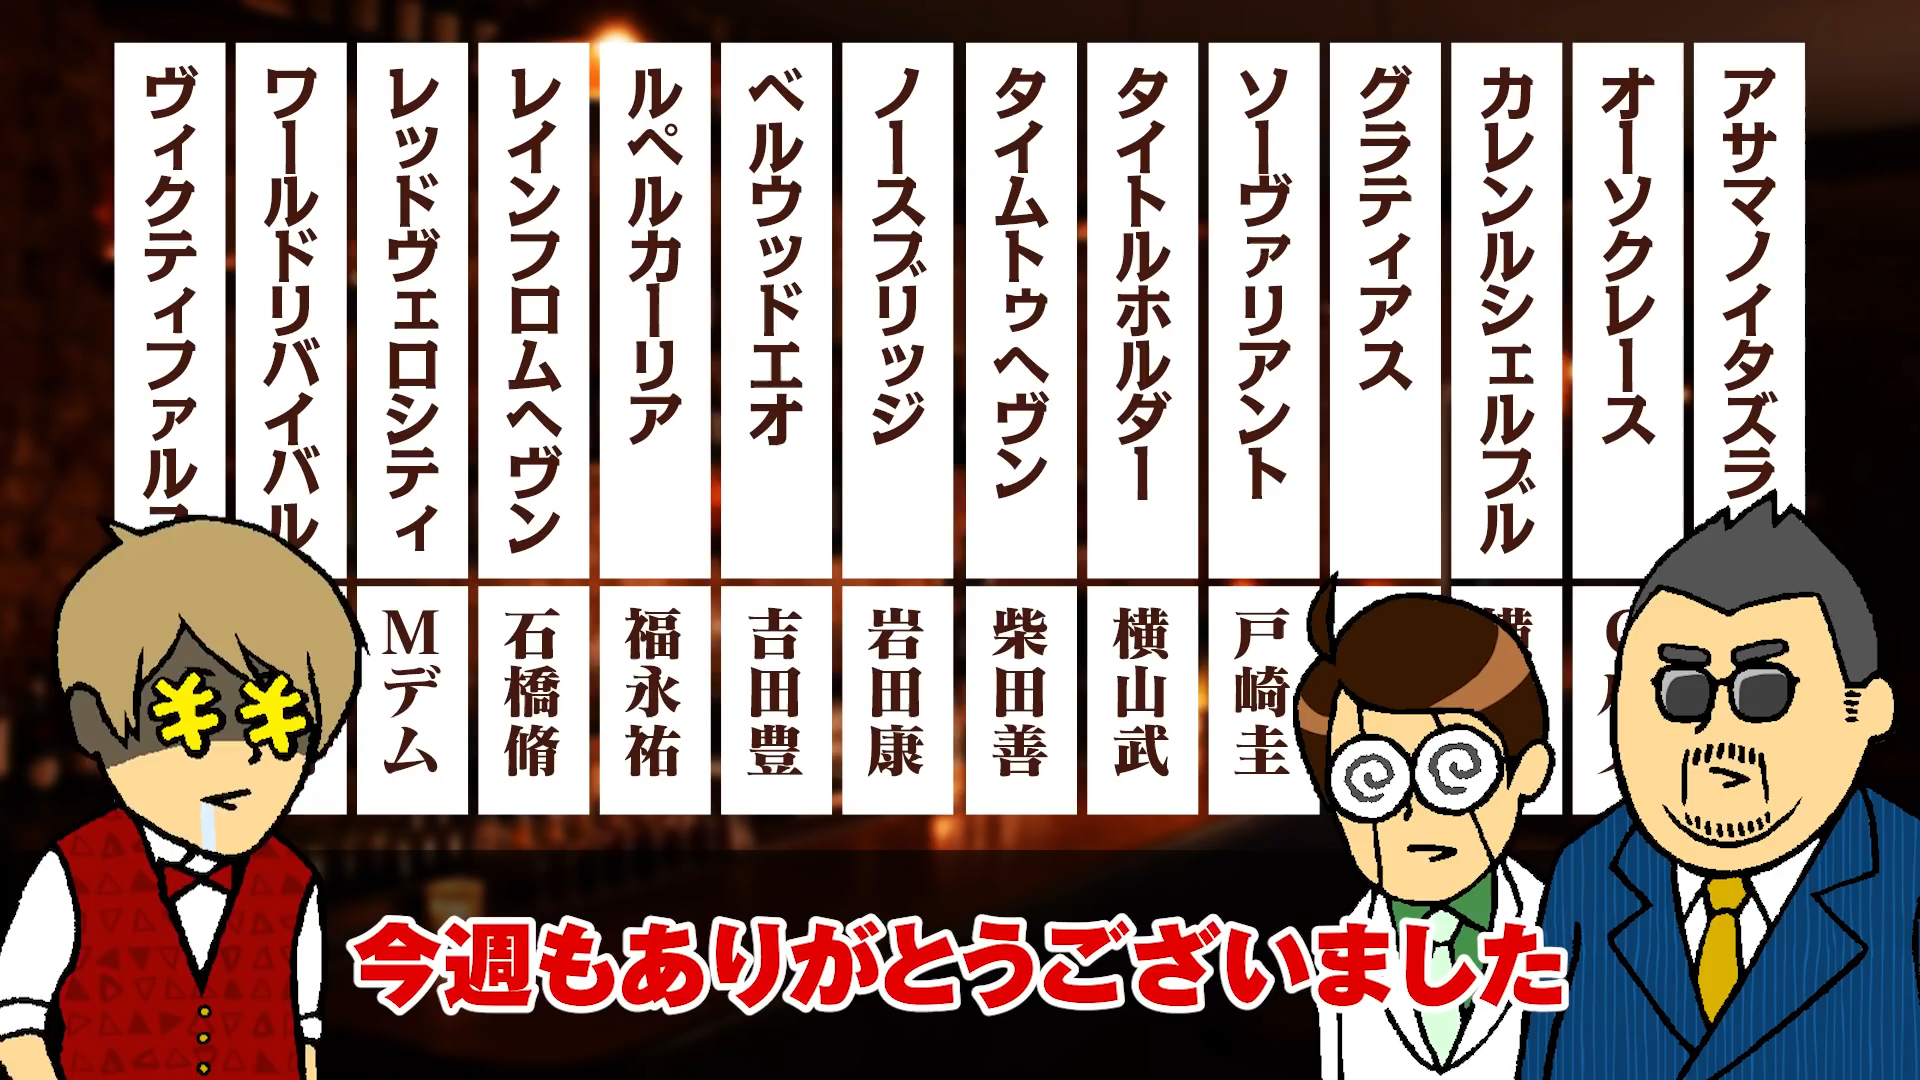 アサマノイタズラ
オーソクレース
カレンルシェルブル
グラティアス
ソーヴァリアント
戸崎圭
タイトルホルダー
横山武
タイムトゥヘヴン
柴田善
ノースブリッジ
岩田康
ベルウッドエオ
吉田豊
ルペルカーリア
福永祐
レインフロムヘヴン
石橋脩
レッドヴェロシティ
Mデム
ワールドリバイバル
ヴィクティファルス
今週もありがとうございました